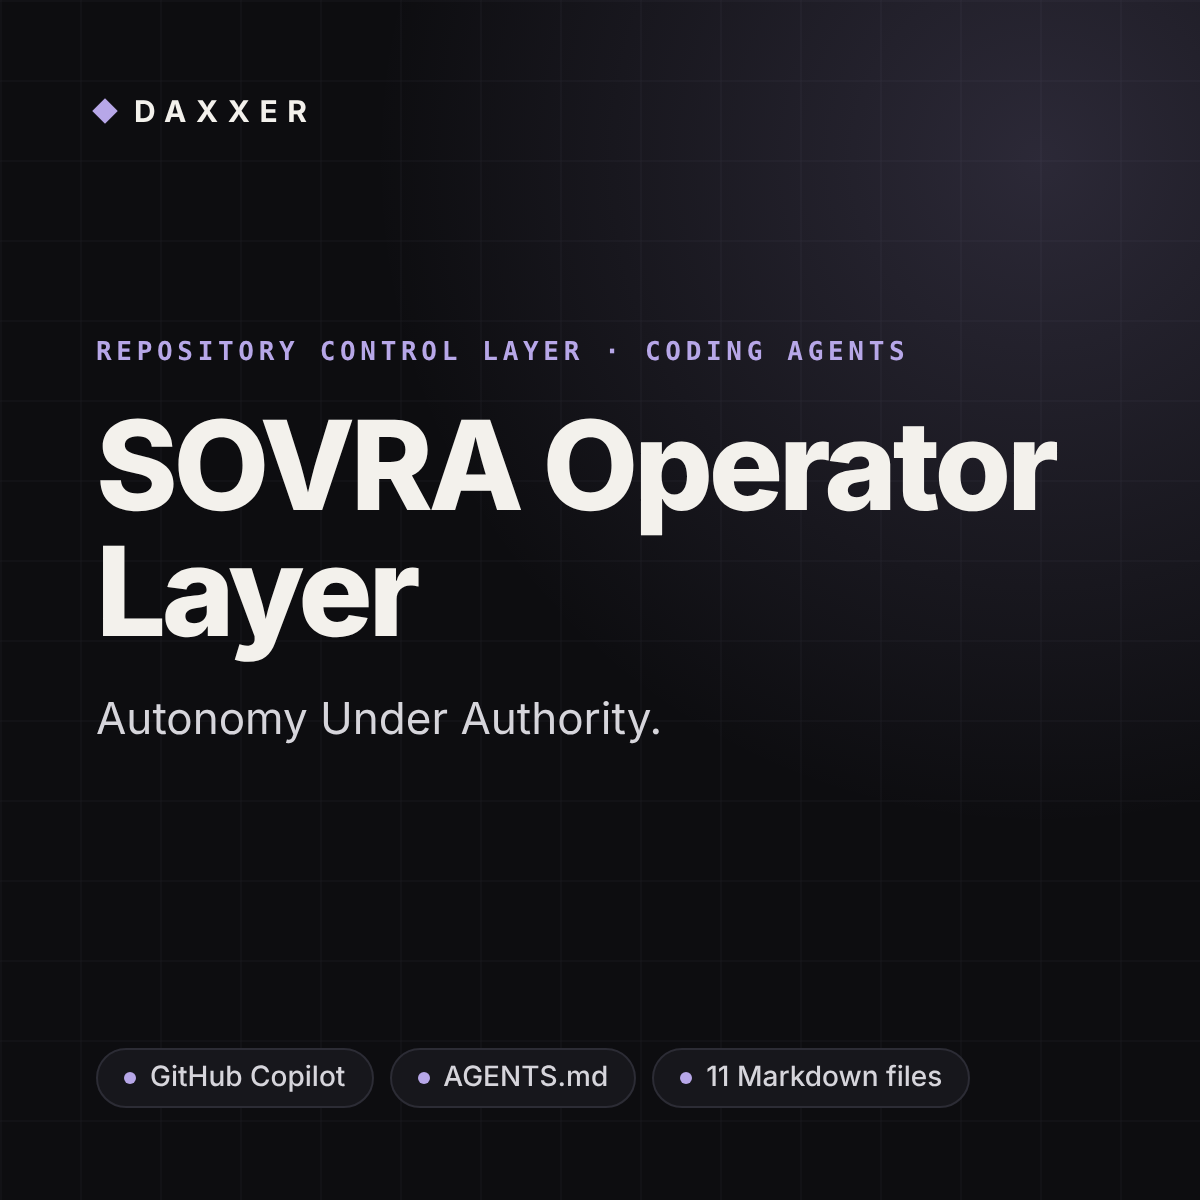 DAXXER
REPOSITORY CONTROL LAYER · CODING AGENTS
SOVRA Operator
Layer
Autonomy Under Authority.
GitHub Copilot
AGENTS.md
11 Markdown files